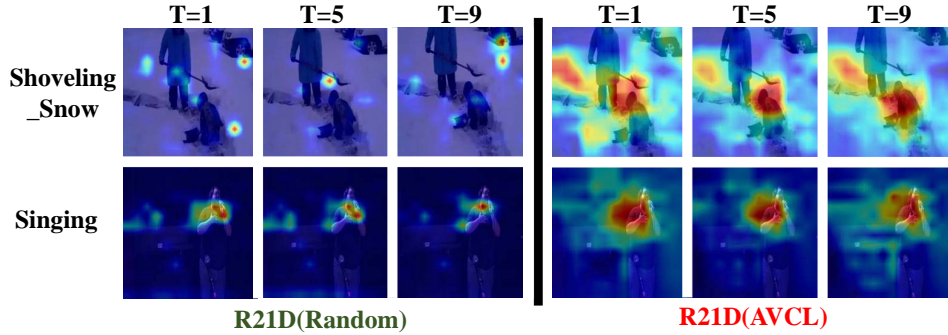 T=1 T=5 T=9 T=1 T=5 T=9
Shoveling
_Snow
Singing
R21D(Random) R21D(AVCL)